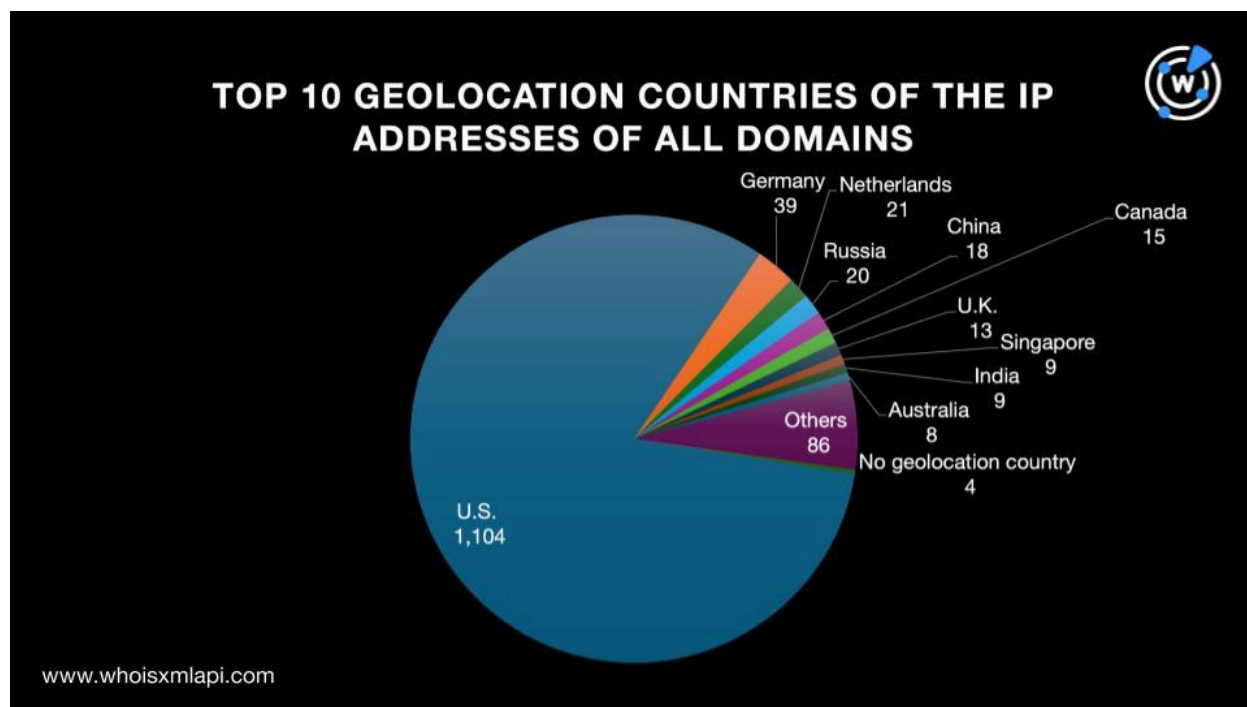 TOP 10 GEOLOCATION COUNTRIES OF THE IP
ADDRESSES OF ALL DOMAINS
W
Germany
39
Netherlands
21
Canada
15
China
18
Russia
20
U.K.
13
Singapore
9
India
9
Australia
8
Others
86
No geolocation country
4
U.S.
1,104
www.whoisxmlapi.com